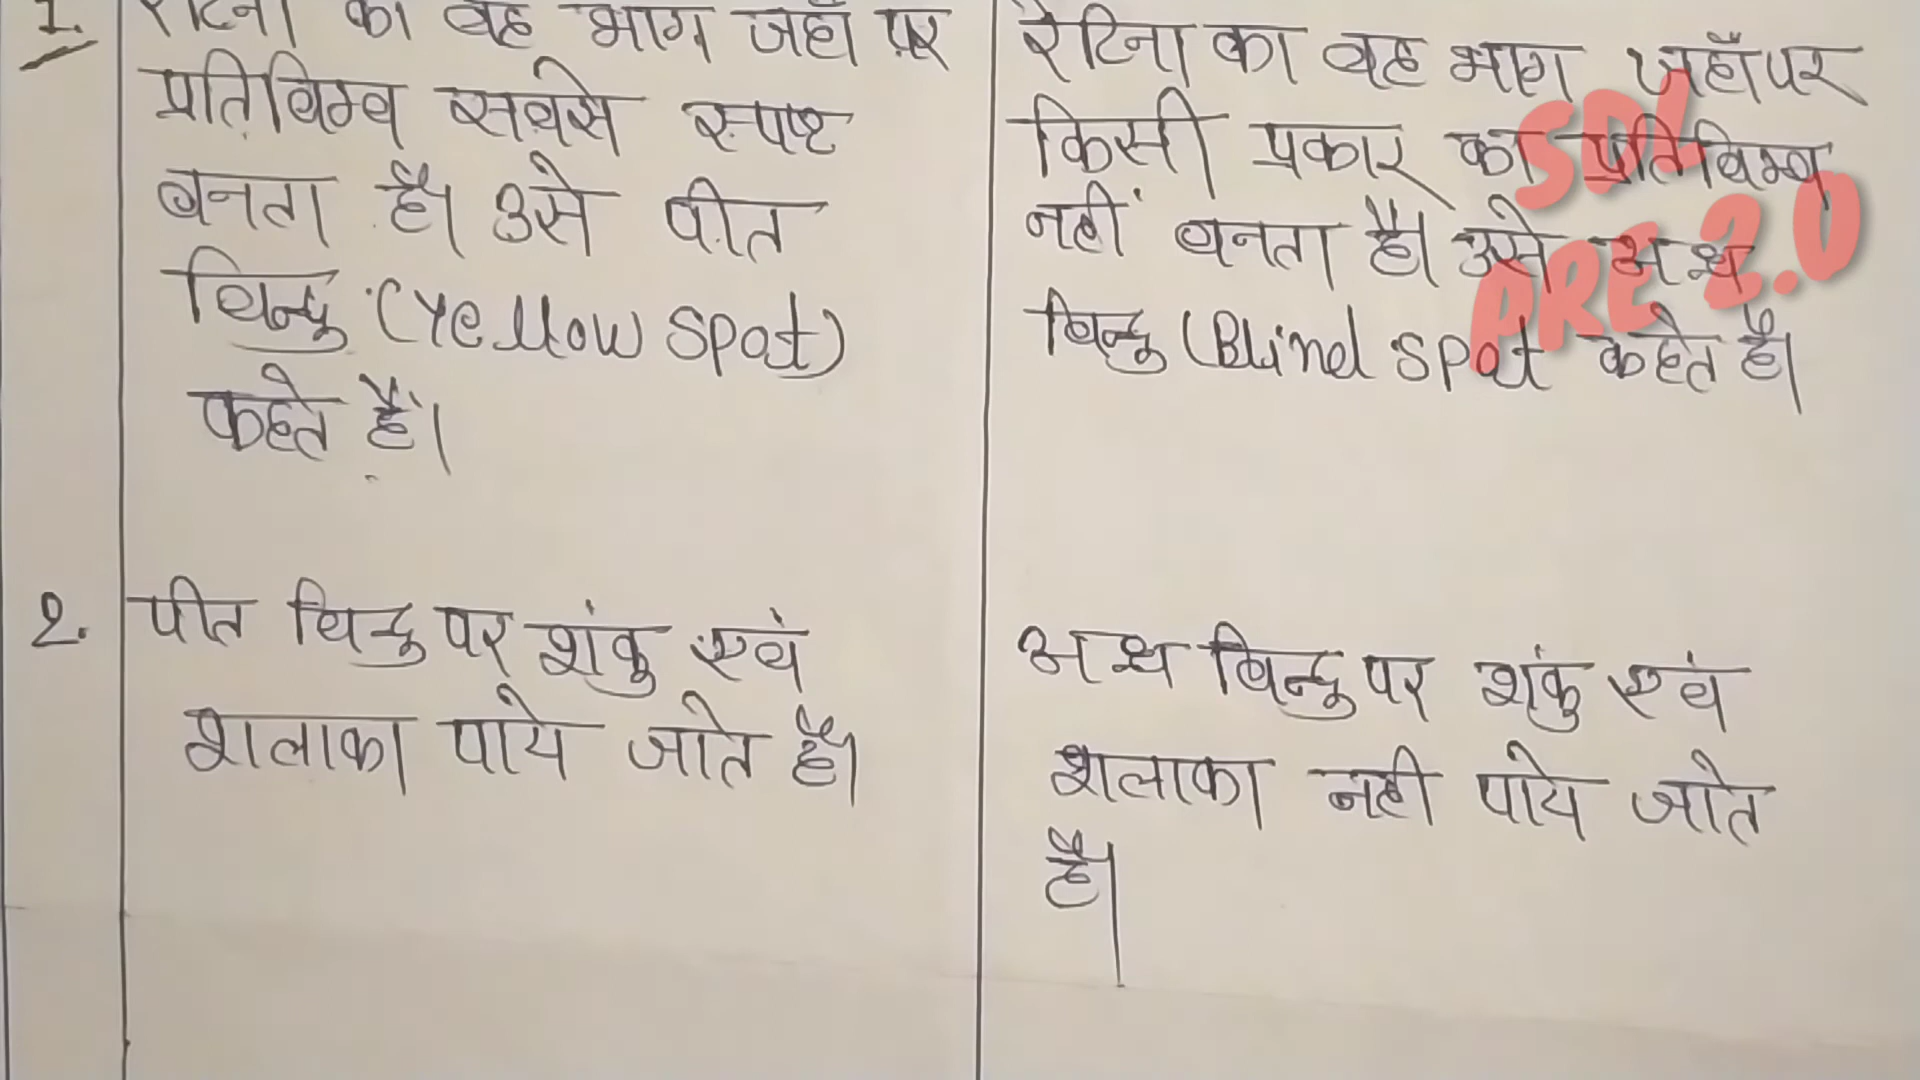 1.
रेटिना का वह भाग जहाँ पर
प्रतिबिम्ब सबसे स्पष्ट
बनता है। उसे पीत
बिन्दु (Yellow Spot)
कहते हैं।
रेटिना का वह भाग जहाँ पर
किसी प्रकार का प्रतिबिम्ब
नहीं बनता है। उसे अन्ध
बिन्दु (Blind Spot कहते है।
SDL
PRE 2.0
2.
पीत बिन्दु पर शंकु एवं
शलाका पाये जाते है।
अन्ध बिन्दु पर शंकु एवं
शलाका नही पाये जाते
है।